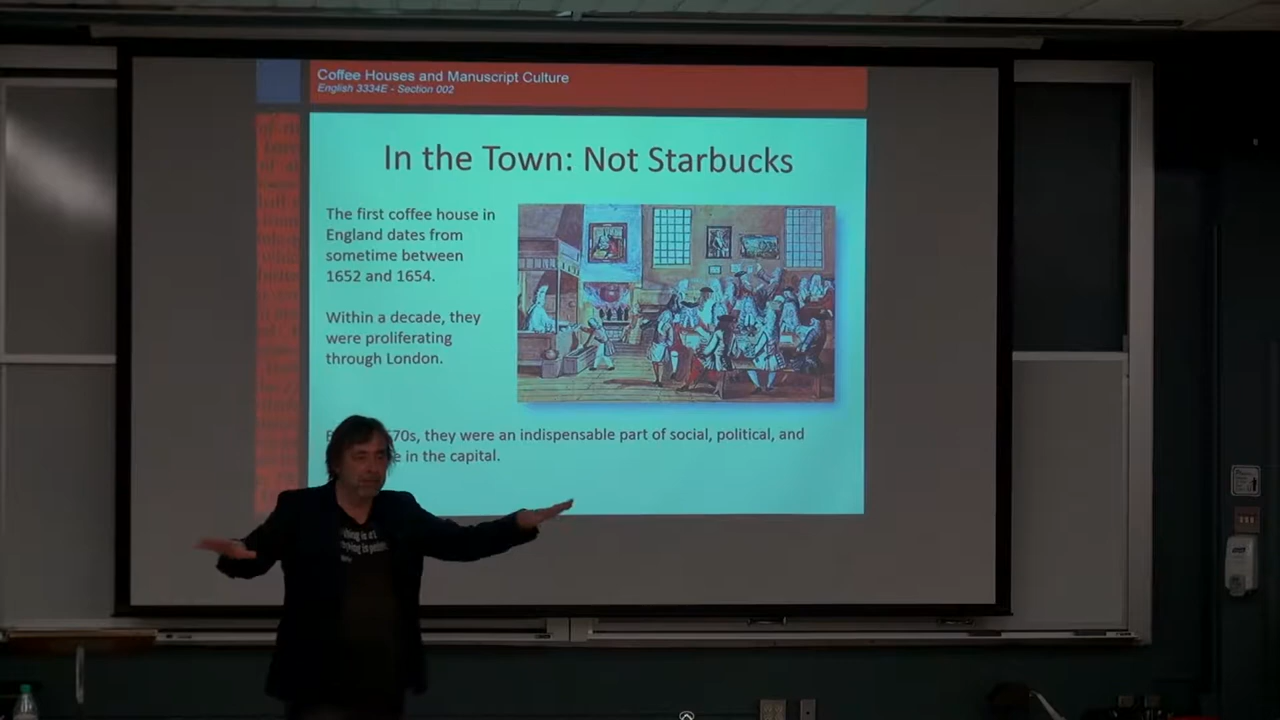 Coffee Houses and Manuscript Culture
English 3334E - Section 002
In the Town: Not Starbucks
The first coffee house in
England dates from
sometime between
1652 and 1654.
Within a decade, they
were proliferating
through London.
70s, they were an indispensable part of social, political, and
in the capital.